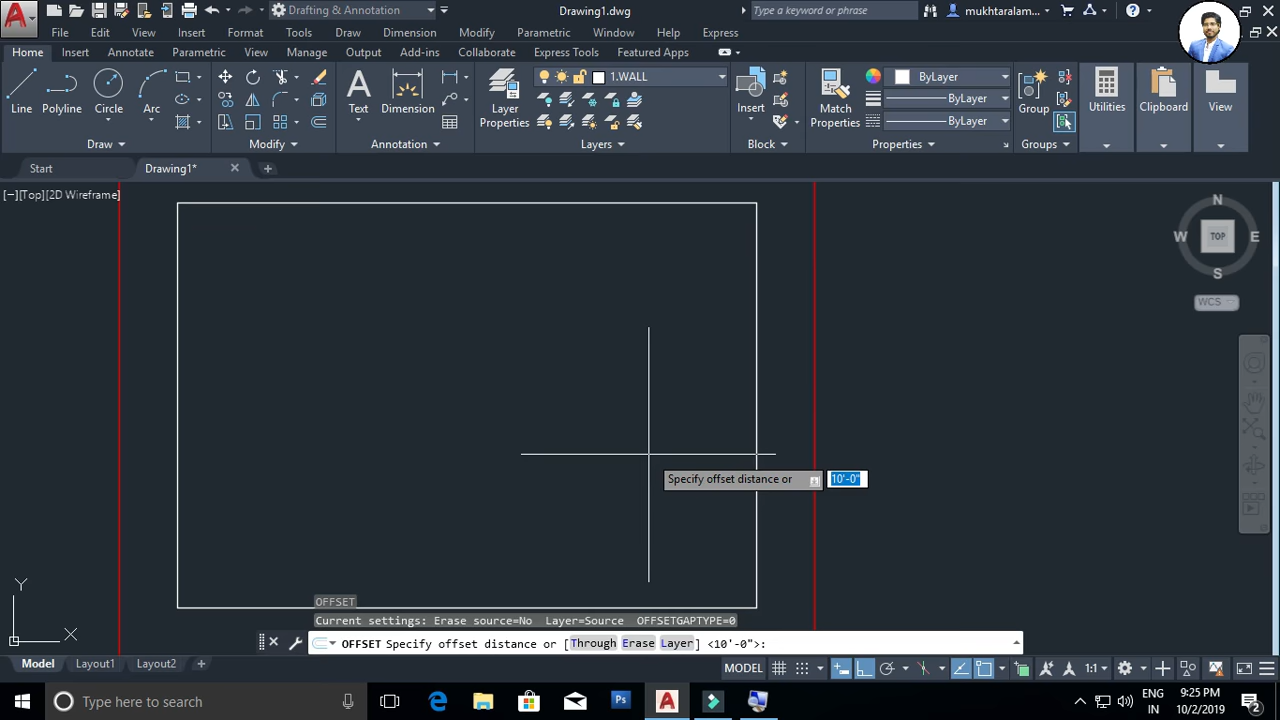 Drafting & Annotation
Drawing1.dwg
Type a keyword or phrase
mukhtaralam...
File Edit View Insert Format Tools Draw Dimension Modify Parametric Window Help Express
Home Insert Annotate Parametric View Manage Output Add-ins Collaborate Express Tools Featured Apps
1.WALL
ByLayer
ByLayer
ByLayer
Line Polyline Circle Arc
Text Dimension
Layer Properties
Insert
Match Properties
Group
Utilities Clipboard View
Draw Modify Annotation Layers Block Properties Groups
Start Drawing1*
[−][Top][2D Wireframe]
N
W TOP E
S
WCS
Specify offset distance or 10'-0"
Y
X
OFFSET
Current settings: Erase source=No Layer=Source OFFSETGAPTYPE=0
OFFSET Specify offset distance or [Through Erase Layer] <10'-0">:
Model Layout1 Layout2
MODEL 1:1
Type here to search
ENG
IN
9:25 PM
10/2/2019
2